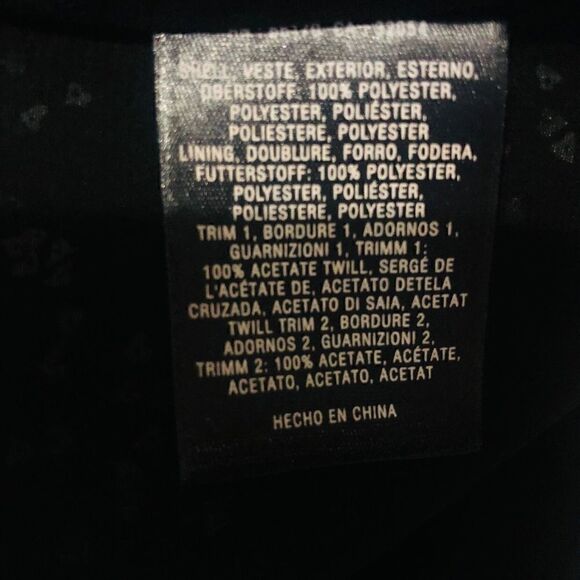 SHELL, VESTE, EXTERIOR, ESTERNO,
OBERSTOFF: 100% POLYESTER,
POLYESTER, POLIÉSTER,
POLIESTERE, POLYESTER
LINING, DOUBLURE, FORRO, FODERA,
FUTTERSTOFF: 100% POLYESTER,
POLYESTER, POLIÉSTER,
POLIESTERE, POLYESTER
TRIM 1, BORDURE 1, ADORNOS 1,
GUARNIZIONI 1, TRIMM 1:
100% ACETATE TWILL, SERGÉ DE
L'ACÉTATE DE, ACETATO DETELA
CRUZADA, ACETATO DI SAIA, ACETAT
TWILL TRIM 2, BORDURE 2,
ADORNOS 2, GUARNIZIONI 2,
TRIMM 2: 100% ACETATE, ACÉTATE,
ACETATO, ACETATO, ACETAT
HECHO EN CHINA